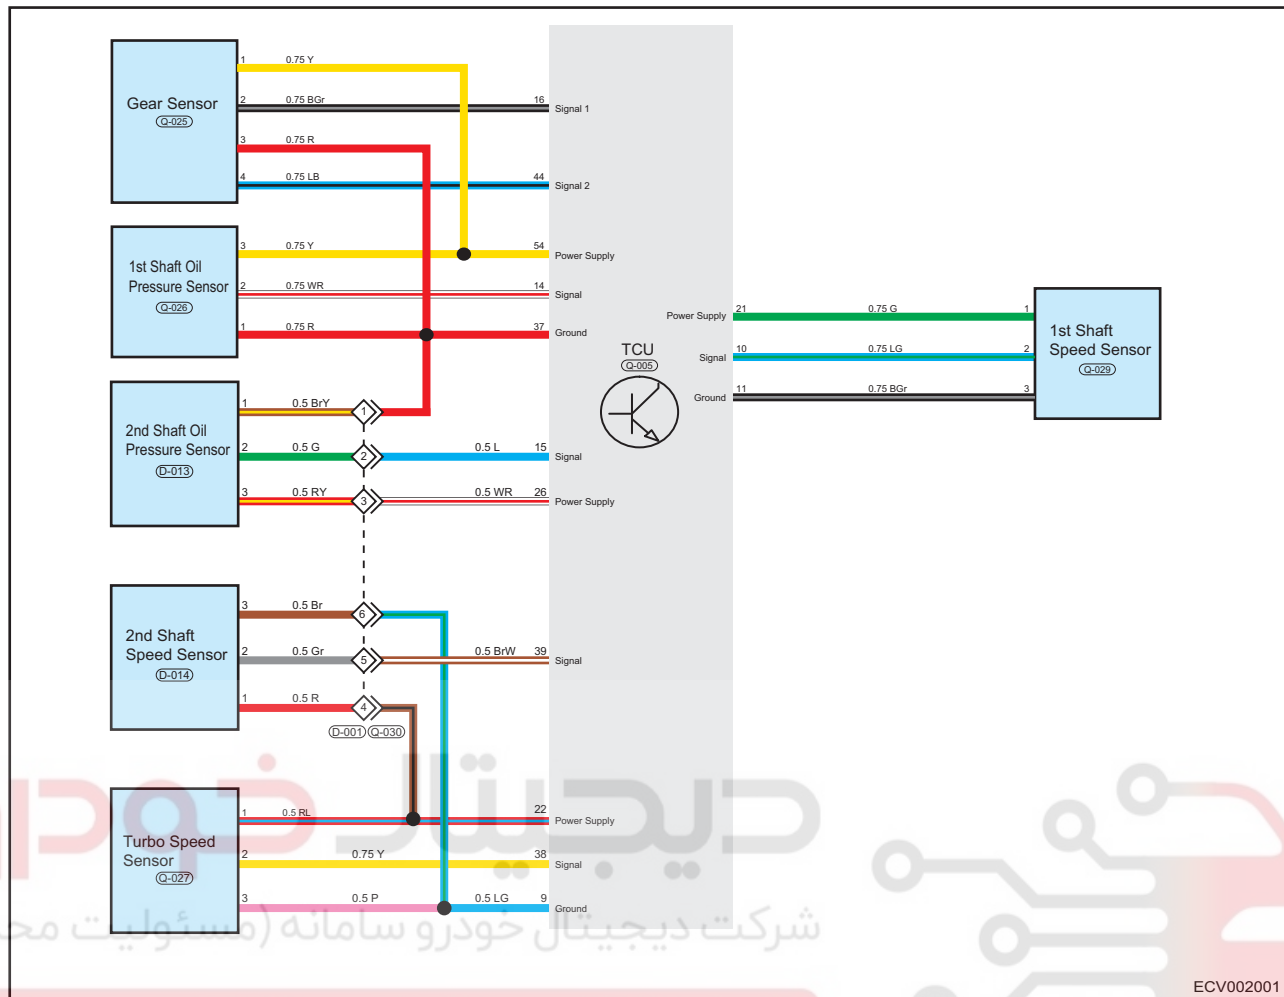 Gear Sensor
Q-025
1 0.75 Y
2 0.75 BGr 16 Signal 1
3 0.75 R
4 0.75 LB 44 Signal 2
1st Shaft Oil
Pressure Sensor
Q-026
3 0.75 Y 54 Power Supply
2 0.75 WR 14 Signal
1 0.75 R 37 Ground
2nd Shaft Oil
Pressure Sensor
D-013
1 0.5 BrY 1
2 0.5 G 2 0.5 L 15 Signal
3 0.5 RY 3 0.5 WR 26 Power Supply
2nd Shaft
Speed Sensor
D-014
3 0.5 Br 6
2 0.5 Gr 5 0.5 BrW 39 Signal
1 0.5 R 4
D-001 Q-030
Turbo Speed
Sensor
Q-027
1 0.5 RL 22 Power Supply
2 0.75 Y 38 Signal
3 0.5 P 0.5 LG 9 Ground
TCU
Q-005
Power Supply 21 0.75 G 1
Signal 10 0.75 LG 2
Ground 11 0.75 BGr 3
1st Shaft
Speed Sensor
Q-029
دیجیتال
شرکت دیجیتال خودرو سامانه (مسئولیت
ECV002001